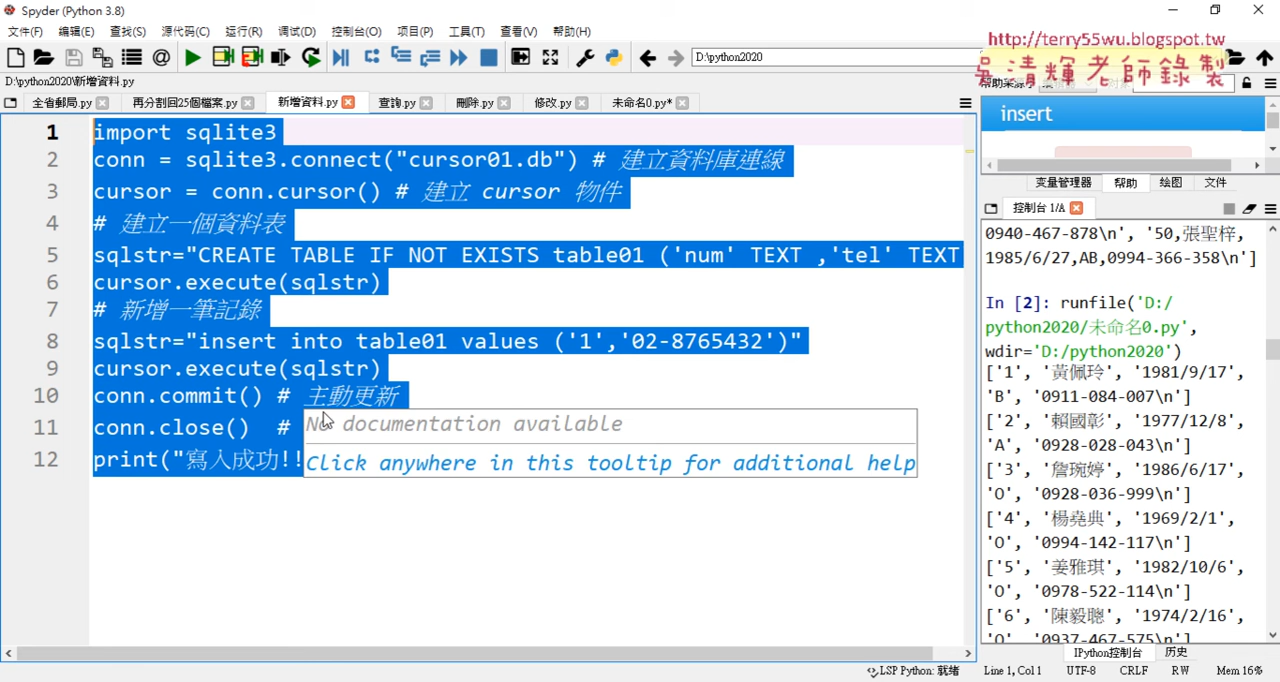 Spyder (Python 3.8)
文件(F) 编辑(E) 查找(S) 源代码(C) 运行(R) 调试(D) 控制台(O) 项目(P) 工具(T) 查看(V) 帮助(H)
D:\python2020
http://terry55wu.blogspot.tw
吳清輝老師錄製
D:\python2020\新增資料.py
全省郵局.py 再分割回25個檔案.py 新增資料.py 查詢.py 刪除.py 修改.py 未命名0.py*
1 import sqlite3
2 conn = sqlite3.connect("cursor01.db") # 建立資料庫連線
3 cursor = conn.cursor() # 建立 cursor 物件
4 # 建立一個資料表
5 sqlstr="CREATE TABLE IF NOT EXISTS table01 ('num' TEXT ,'tel' TEXT
6 cursor.execute(sqlstr)
7 # 新增一筆記錄
8 sqlstr="insert into table01 values ('1','02-8765432')"
9 cursor.execute(sqlstr)
10 conn.commit() # 主動更新
11 conn.close() #
12 print("寫入成功!!
No documentation available
Click anywhere in this tooltip for additional help
insert
变量管理器 帮助 绘图 文件
控制台 1/A
0940-467-878\n', '50,張聖梓,
1985/6/27,AB,0994-366-358\n']
In [2]: runfile('D:/
python2020/未命名0.py',
wdir='D:/python2020')
['1', '黃佩玲', '1981/9/17',
'B', '0911-084-007\n']
['2', '賴國彰', '1977/12/8',
'A', '0928-028-043\n']
['3', '詹琬婷', '1986/6/17',
'O', '0928-036-999\n']
['4', '楊堯典', '1969/2/1',
'O', '0994-142-117\n']
['5', '姜雅琪', '1982/10/6',
'O', '0978-522-114\n']
['6', '陳毅聰', '1974/2/16',
'O', '0937-467-575\n']
IPython控制台 历史
LSP Python: 就绪 Line 1, Col 1 UTF-8 CRLF RW Mem 16%